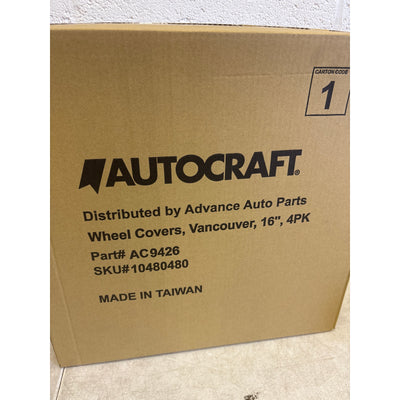 CARTON CODE
1
AUTOCRAFT®
Distributed by Advance Auto Parts
Wheel Covers, Vancouver, 16", 4PK
Part# AC9426
SKU#10480480
MADE IN TAIWAN